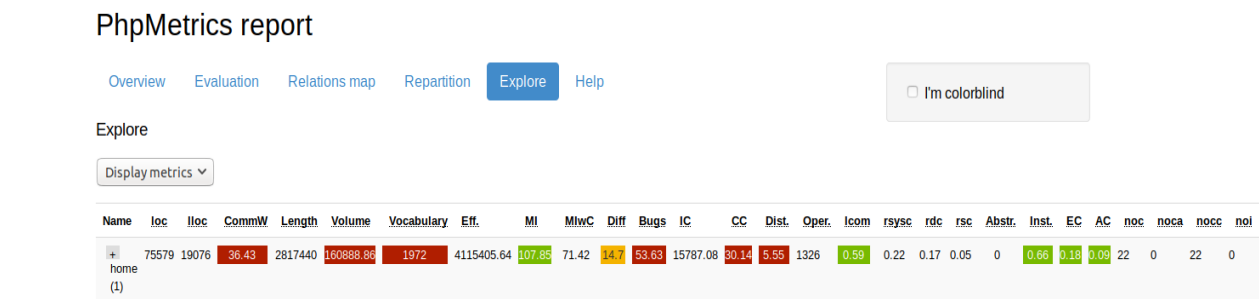 PhpMetrics report
Overview Evaluation Relations map Repartition Explore Help
I'm colorblind
Explore
Display metrics
Name loc lloc CommW Length Volume Vocabulary Eff. MI MIwC Diff Bugs IC CC Dist. Oper. lcom rsysc rdc rsc Abstr. Inst. EC AC noc noca nocc noi
+ 75579 19076 36.43 2817440 160888.86 1972 4115405.64 107.85 71.42 14.7 53.63 15787.08 30.14 5.55 1326 0.59 0.22 0.17 0.05 0 0.66 0.18 0.09 22 0 22 0
home
(1)